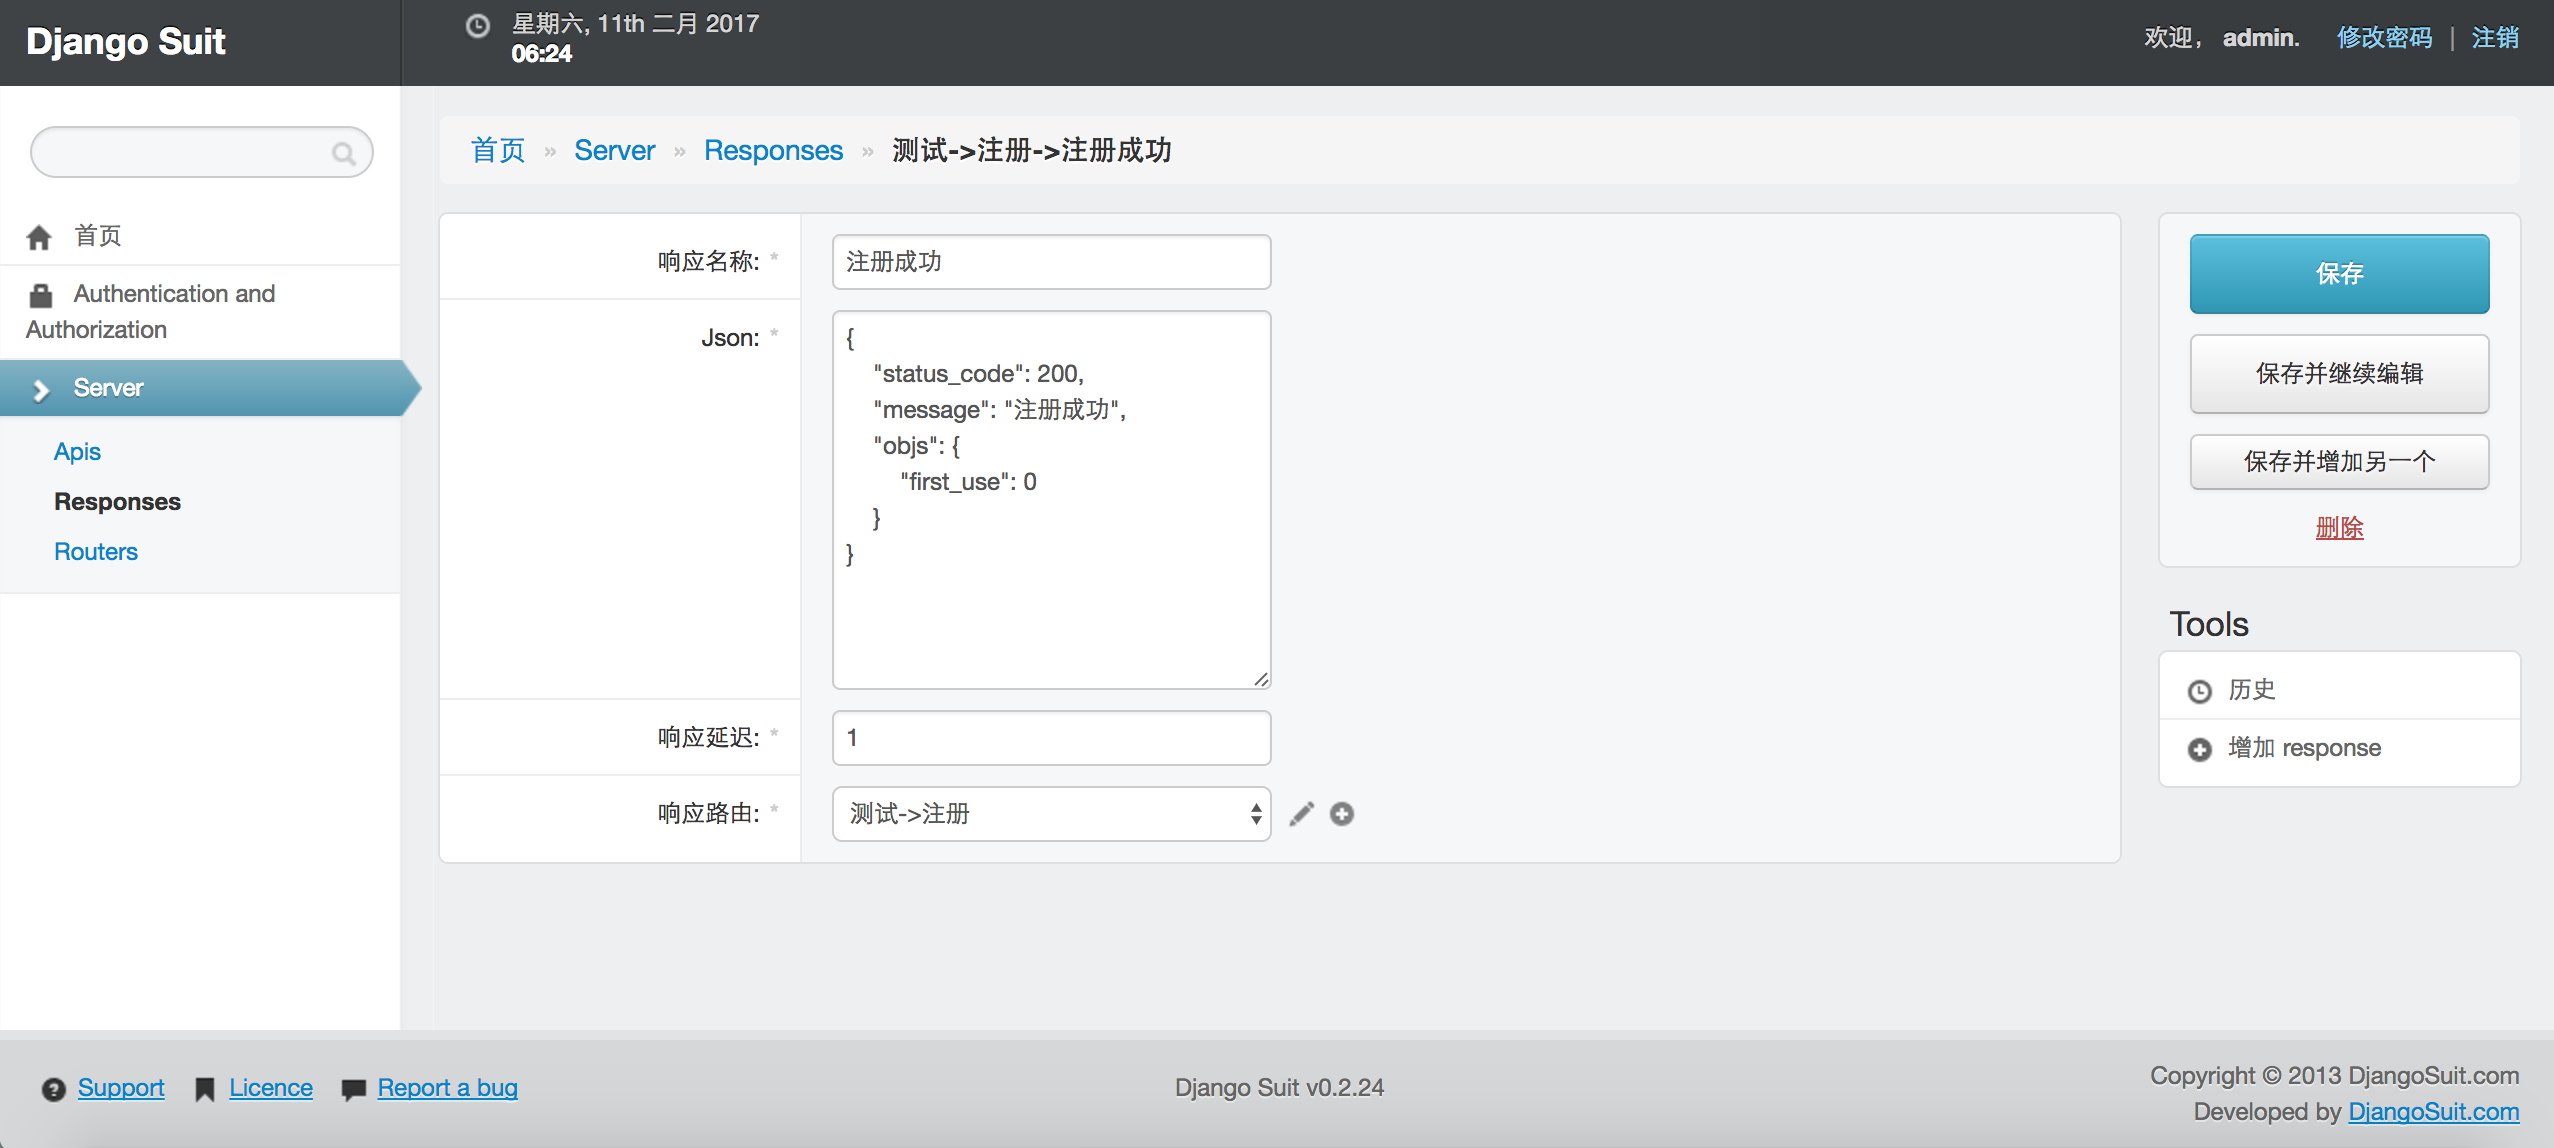 Django Suit
星期六, 11th 二月 2017
06:24
欢迎， admin. 修改密码 | 注销
首页
Authentication and
Authorization
Server
Apis
Responses
Routers
首页 » Server » Responses » 测试->注册->注册成功
响应名称: *
注册成功
Json: *
{
"status_code": 200,
"message": "注册成功",
"objs": {
"first_use": 0
}
}
响应延迟: *
1
响应路由: *
测试->注册
保存
保存并继续编辑
保存并增加另一个
删除
Tools
历史
增加 response
Support Licence Report a bug
Django Suit v0.2.24
Copyright © 2013 DjangoSuit.com
Developed by DjangoSuit.com